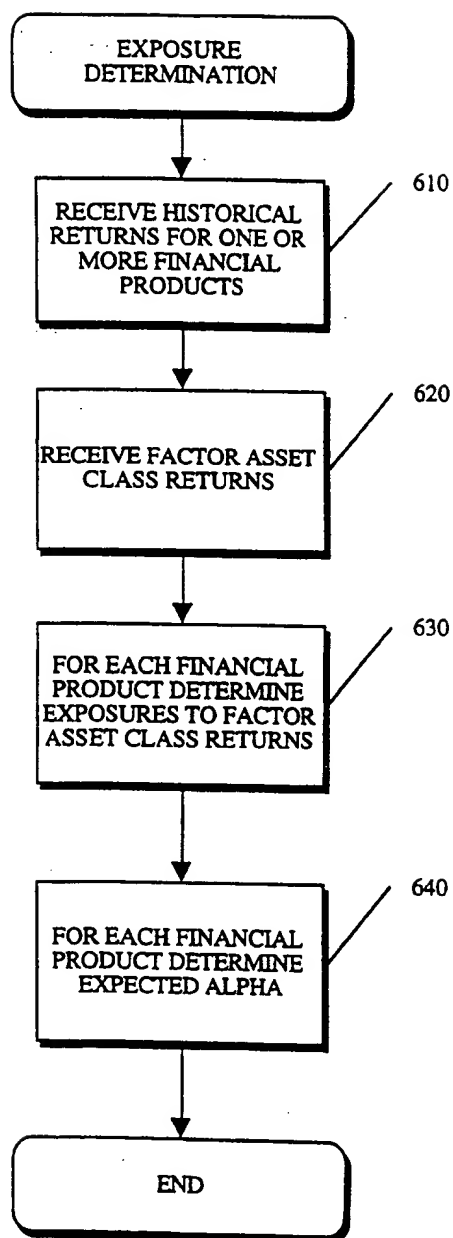 EXPOSURE
DETERMINATION
610
RECEIVE HISTORICAL
RETURNS FOR ONE OR
MORE FINANCIAL
PRODUCTS
620
RECEIVE FACTOR ASSET
CLASS RETURNS
630
FOR EACH FINANCIAL
PRODUCT DETERMINE
EXPOSURES TO FACTOR
ASSET CLASS RETURNS
640
FOR EACH FINANCIAL
PRODUCT DETERMINE
EXPECTED ALPHA
END